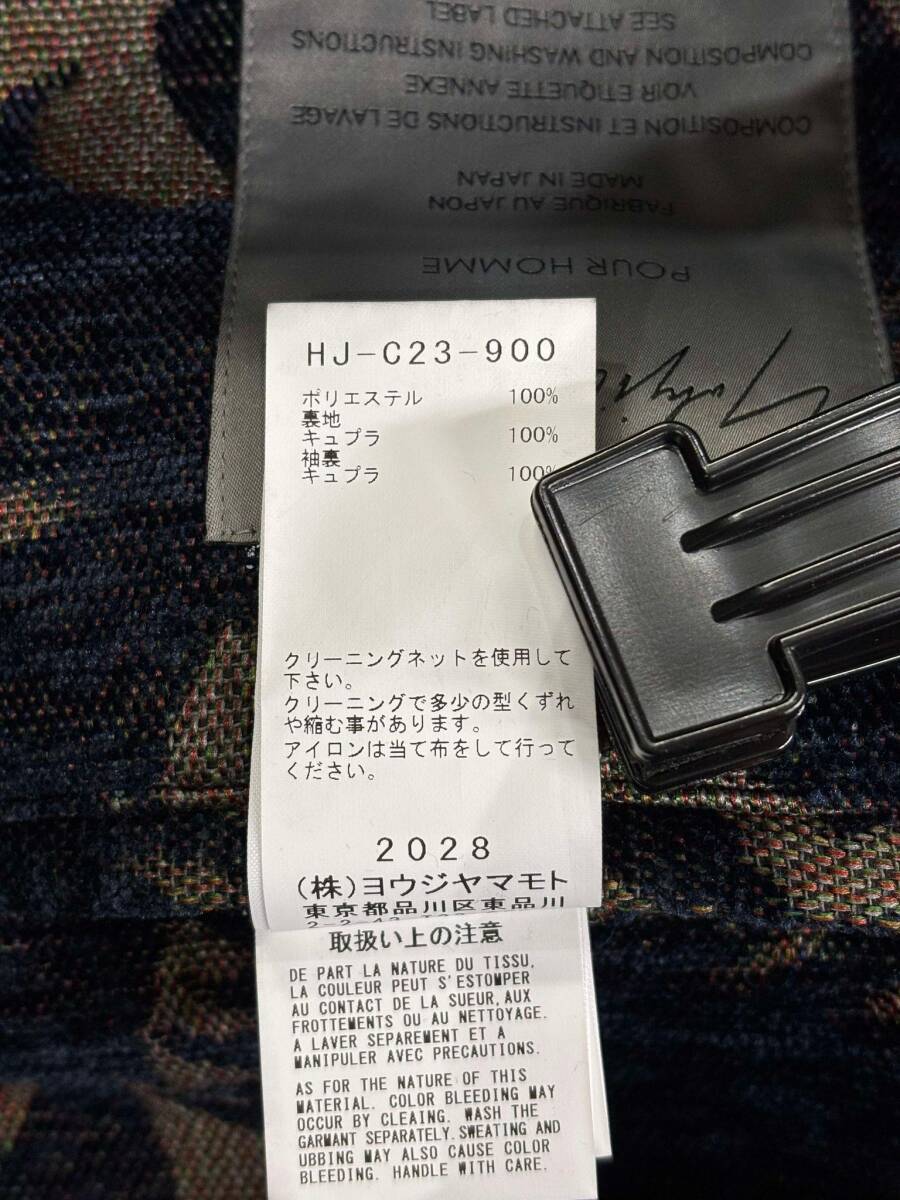 SEE ATTACHED LABEL
COMPOSITION AND WASHING INSTRUCTIONS
VOIR ETIQUETTE ANNEXE
COMPOSITION ET INSTRUCTIONS DE LAVAGE
MADE IN JAPAN
FABRIQUE AU JAPON
POUR HOMME
HJ-C23-900
ポリエステル 100%
裏地
キュプラ 100%
袖裏
キュプラ 100%
クリーニングネットを使用して
下さい。
クリーニングで多少の型くずれ
や縮む事があります。
アイロンは当て布をして行って
ください。
2028
(株)ヨウジヤマモト
東京都品川区東品川
取扱い上の注意
DE PART LA NATURE DU TISSU,
LA COULEUR PEUT S'ESTOMPER
AU CONTACT DE LA SUEUR, AUX
FROTTEMENTS OU AU NETTOYAGE.
A LAVER SEPAREMENT ET A
MANIPULER AVEC PRECAUTIONS.
AS FOR THE NATURE OF THIS
MATERIAL. COLOR BLEEDING MAY
OCCUR BY CLEAING. WASH THE
GARMANT SEPARATELY. SWEATING AND
UBBING MAY ALSO CAUSE COLOR
BLEEDING. HANDLE WITH CARE.